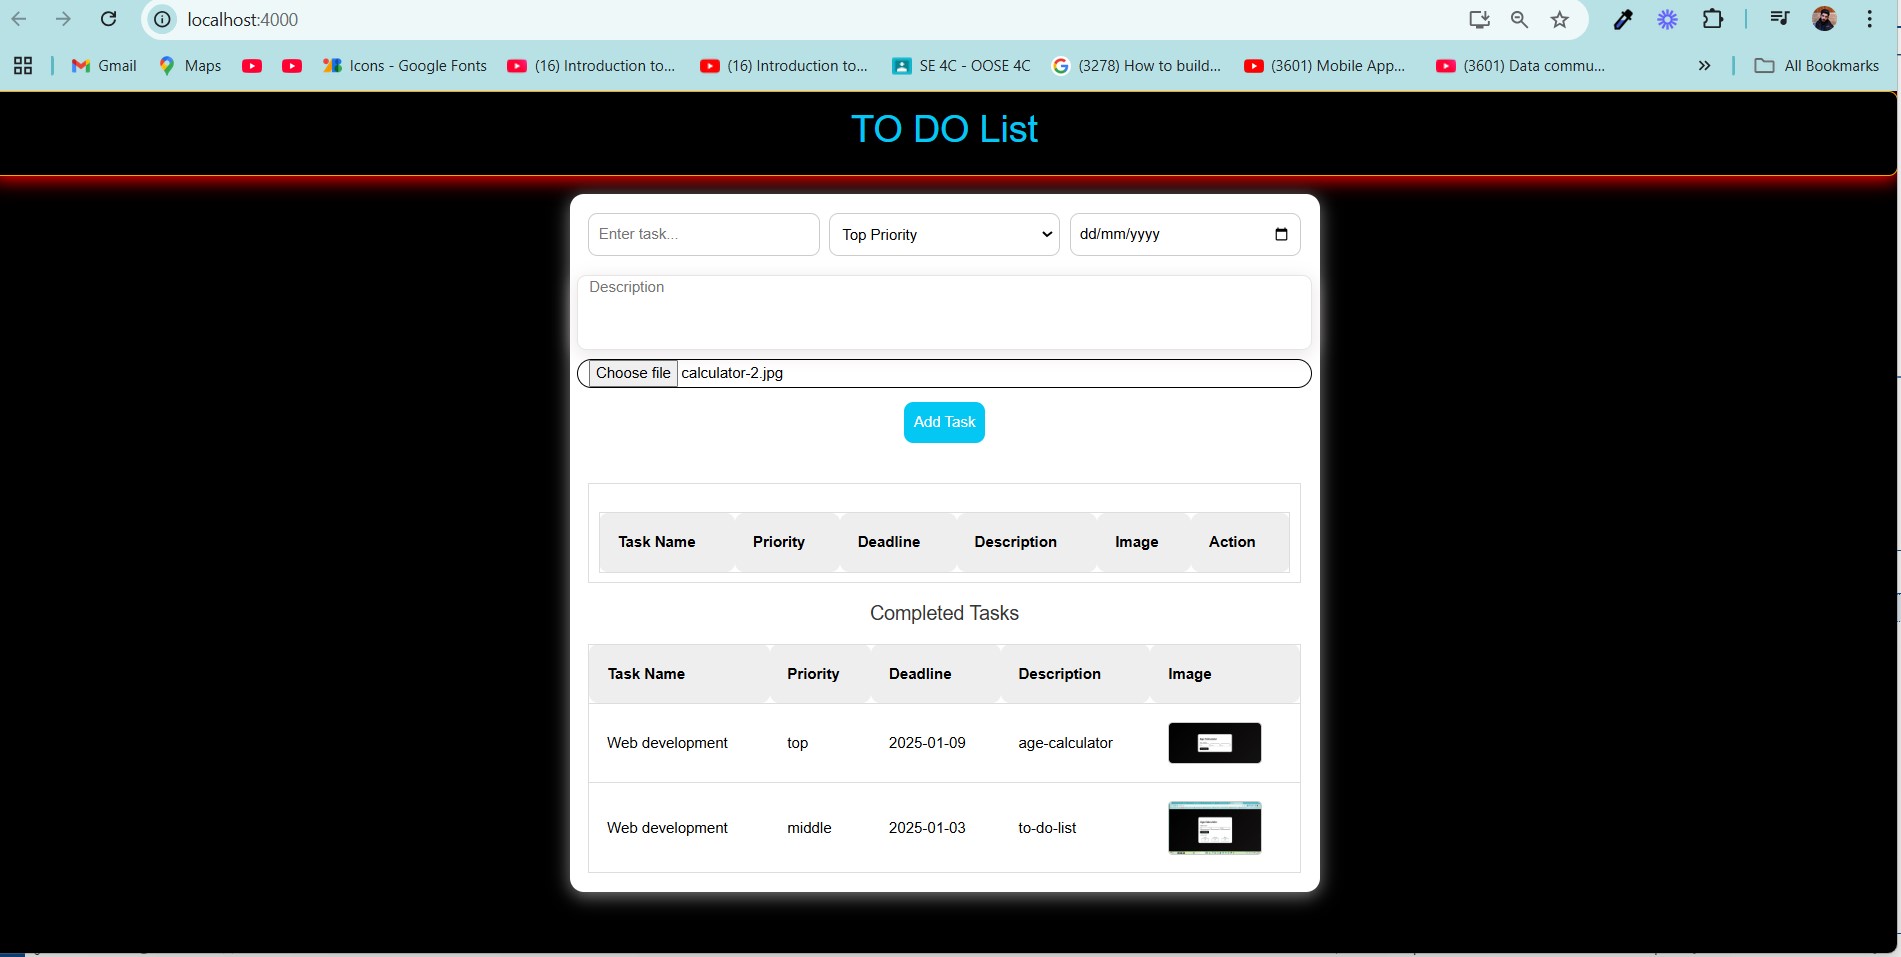 localhost:4000
Gmail Maps Icons - Google Fonts (16) Introduction to... (16) Introduction to... SE 4C - OOSE 4C (3278) How to build... (3601) Mobile App... (3601) Data commu... » All Bookmarks
TO DO List
Enter task... Top Priority dd/mm/yyyy
Description
Choose file calculator-2.jpg
Add Task
Task Name Priority Deadline Description Image Action
Completed Tasks
Task Name Priority Deadline Description Image
Web development top 2025-01-09 age-calculator
Web development middle 2025-01-03 to-do-list